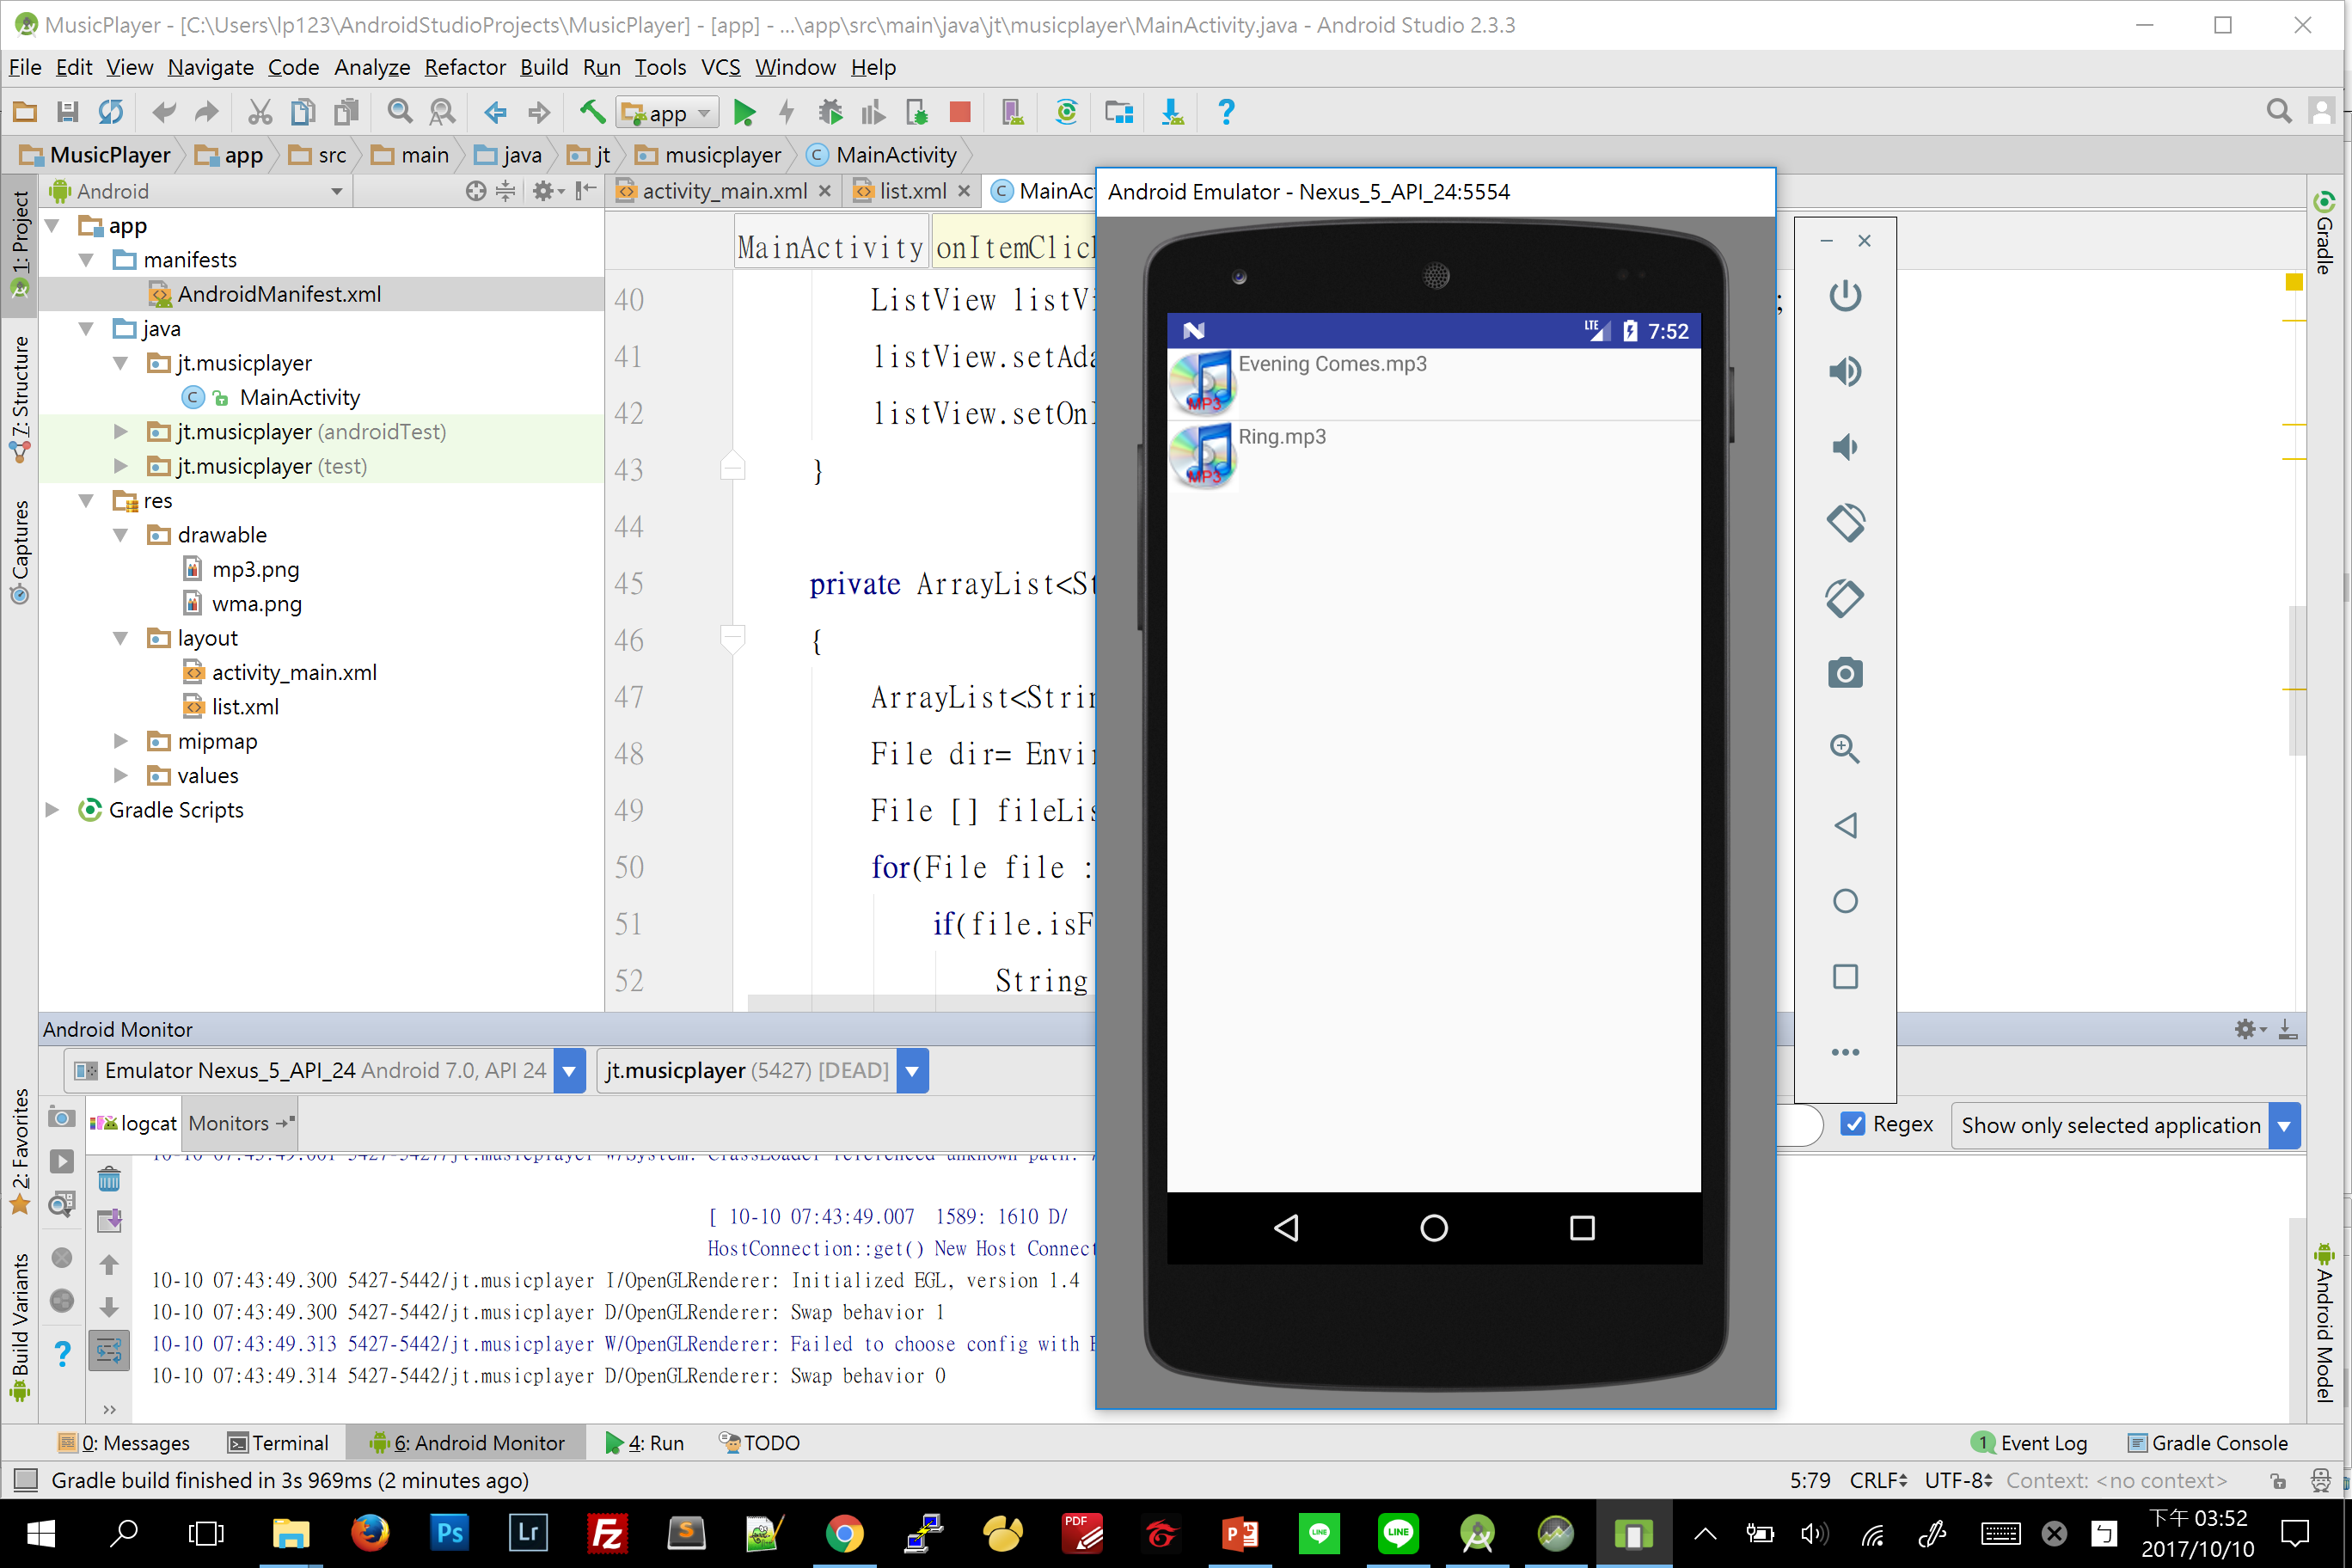 MusicPlayer - [C:\Users\lp123\AndroidStudioProjects\MusicPlayer] - [app] - ...\app\src\main\java\jt\musicplayer\MainActivity.java - Android Studio 2.3.3
File Edit View Navigate Code Analyze Refactor Build Run Tools VCS Window Help
app
MusicPlayer app src main java jt musicplayer MainActivity
Android
activity_main.xml list.xml MainAc
Android Emulator - Nexus_5_API_24:5554
1: Project
7: Structure
Captures
2: Favorites
Build Variants
Gradle
Android Model
app
manifests
AndroidManifest.xml
java
jt.musicplayer
MainActivity
jt.musicplayer (androidTest)
jt.musicplayer (test)
res
drawable
mp3.png
wma.png
layout
activity_main.xml
list.xml
mipmap
values
Gradle Scripts
MainActivity onItemClic
40 ListView listVi ;
41 listView.setAda
42 listView.setOnI
43 }
44
45 private ArrayList<St
46 {
47 ArrayList<Strin
48 File dir= Envir
49 File [] fileLis
50 for(File file :
51 if(file.isF
52 String
LTE 7:52
Evening Comes.mp3
MP3
Ring.mp3
MP3
Android Monitor
Emulator Nexus_5_API_24 Android 7.0, API 24 jt.musicplayer (5427) [DEAD]
logcat Monitors Regex Show only selected application
[ 10-10 07:43:49.007 1589: 1610 D/
HostConnection::get() New Host Connect
10-10 07:43:49.300 5427-5442/jt.musicplayer I/OpenGLRenderer: Initialized EGL, version 1.4
10-10 07:43:49.300 5427-5442/jt.musicplayer D/OpenGLRenderer: Swap behavior 1
10-10 07:43:49.313 5427-5442/jt.musicplayer W/OpenGLRenderer: Failed to choose config with E
10-10 07:43:49.314 5427-5442/jt.musicplayer D/OpenGLRenderer: Swap behavior 0
0: Messages Terminal 6: Android Monitor 4: Run TODO 1 Event Log Gradle Console
Gradle build finished in 3s 969ms (2 minutes ago) 5:79 CRLF UTF-8 Context: <no context>
Ps Lr Fz S PDF P LINE LINE ㄅ 下午 03:52
2017/10/10